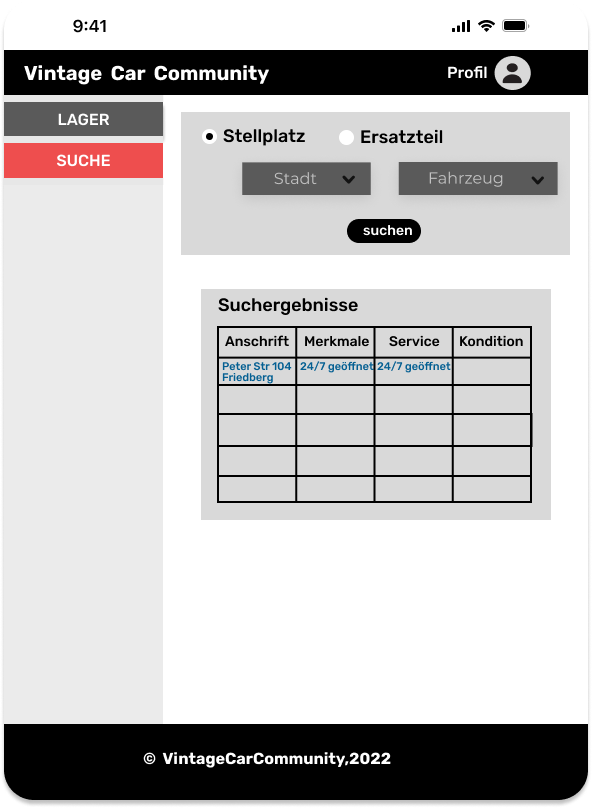 9:41
Vintage Car Community
Profil
LAGER
SUCHE
Stellplatz Ersatzteil
Stadt Fahrzeug
suchen
Suchergebnisse
Anschrift Merkmale Service Kondition
Peter Str 104 24/7 geöffnet 24/7 geöffnet
Friedberg
© VintageCarCommunity,2022